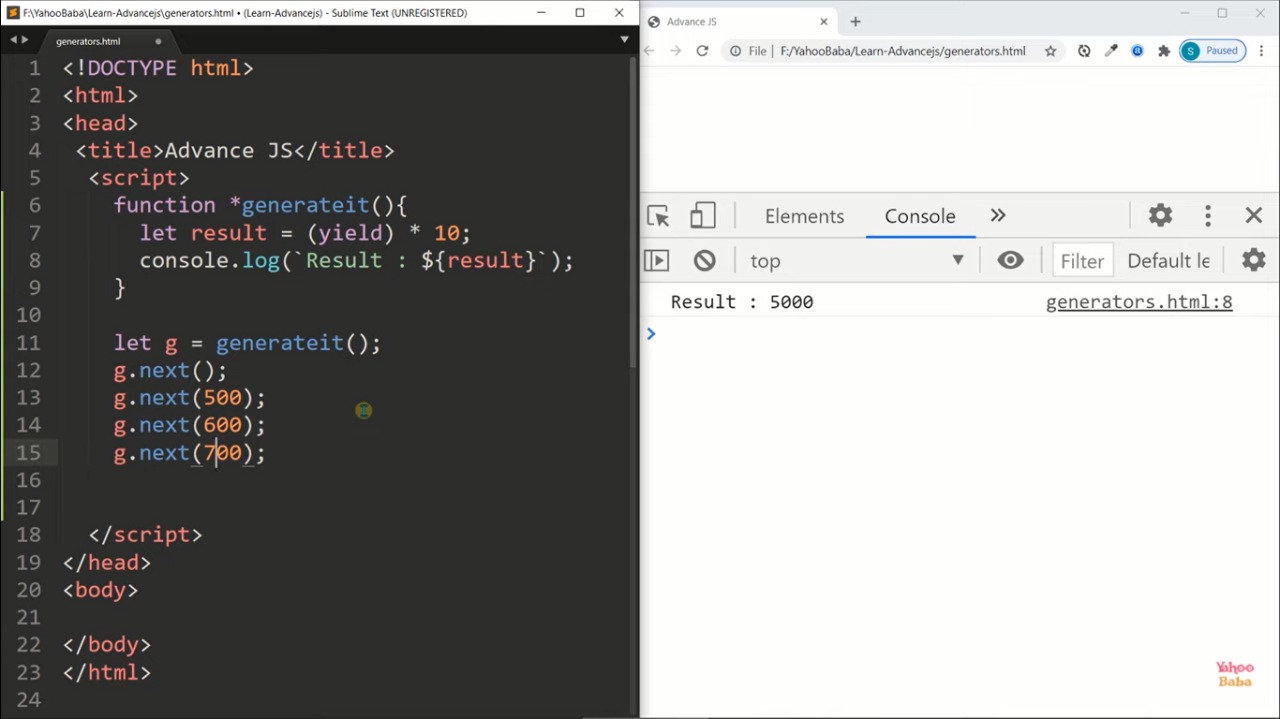 F:\YahooBaba\Learn-Advancejs\generators.html • (Learn-Advancejs) - Sublime Text (UNREGISTERED)
generators.html
1 <!DOCTYPE html>
2 <html>
3 <head>
4 <title>Advance JS</title>
5 <script>
6 function *generateit(){
7 let result = (yield) * 10;
8 console.log(`Result : ${result}`);
9 }
10
11 let g = generateit();
12 g.next();
13 g.next(500);
14 g.next(600);
15 g.next(700);
16
17
18 </script>
19 </head>
20 <body>
21
22 </body>
23 </html>
24
Advance JS
File F:/YahooBaba/Learn-Advancejs/generators.html S Paused
Elements Console
top Filter Default le
Result : 5000 generators.html:8
Yahoo
Baba